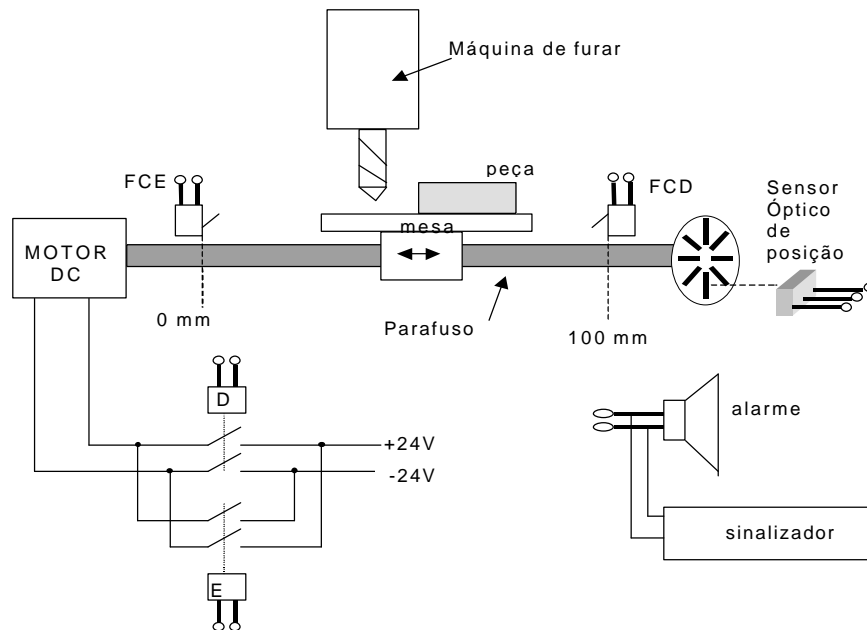 Máquina de furar
peça
FCE
FCD
Sensor
Óptico
de
posição
mesa
MOTOR
DC
0 mm
Parafuso
100 mm
D
+24V
-24V
alarme
sinalizador
E